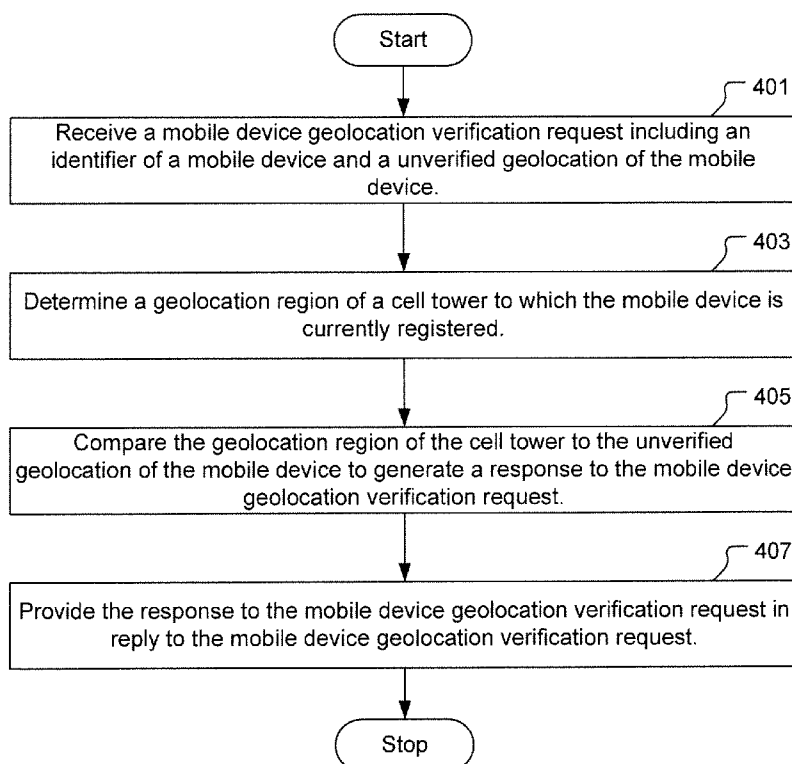 Start
401
Receive a mobile device geolocation verification request including an
identifier of a mobile device and a unverified geolocation of the mobile
device.
403
Determine a geolocation region of a cell tower to which the mobile device is
currently registered.
405
Compare the geolocation region of the cell tower to the unverified
geolocation of the mobile device to generate a response to the mobile device
geolocation verification request.
407
Provide the response to the mobile device geolocation verification request in
reply to the mobile device geolocation verification request.
Stop